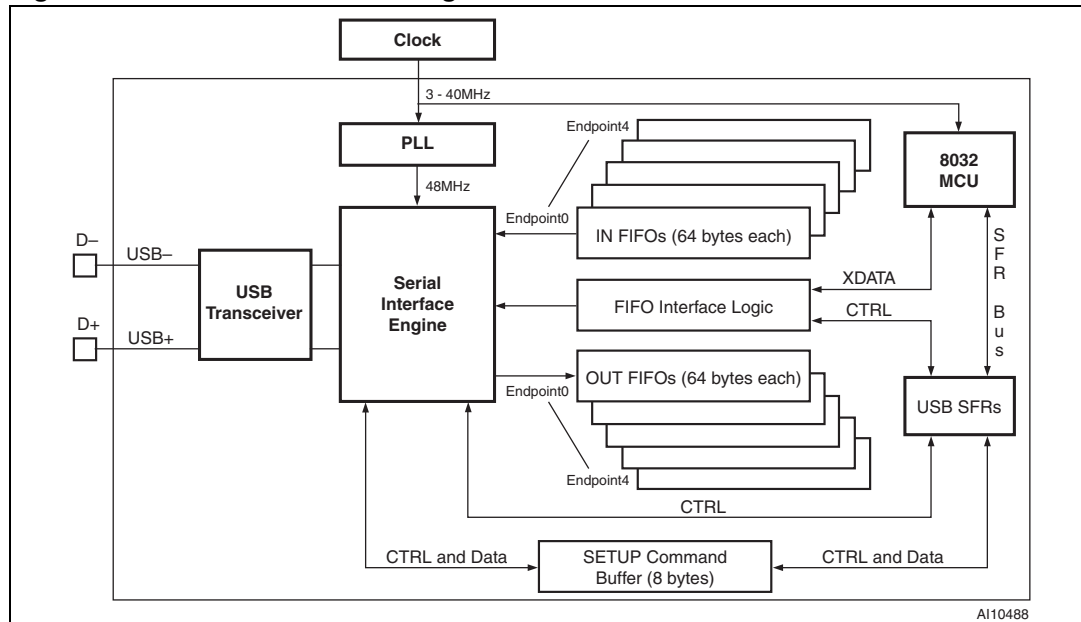 Clock
3 - 40MHz
PLL
48MHz
Endpoint4
Endpoint0
IN FIFOs (64 bytes each)
8032
MCU
D–
USB–
USB
Transceiver
D+
USB+
Serial
Interface
Engine
FIFO Interface Logic
XDATA
CTRL
SFR Bus
OUT FIFOs (64 bytes each)
Endpoint0
Endpoint4
USB SFRs
CTRL
CTRL and Data
SETUP Command
Buffer (8 bytes)
CTRL and Data
AI10488